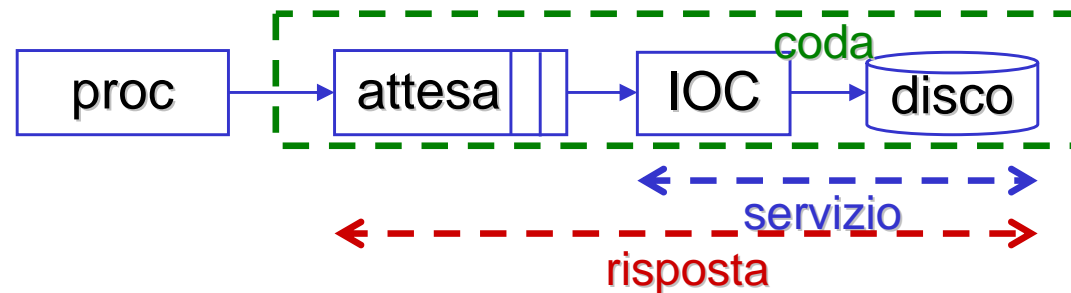 coda
proc
attesa
IOC
disco
servizio
risposta